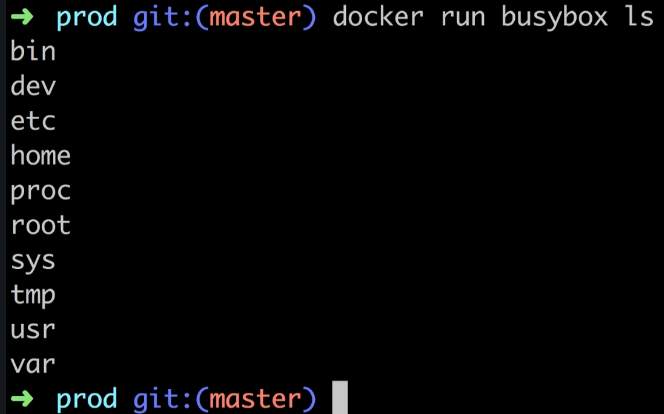 ➜ prod git:(master) docker run busybox ls
bin
dev
etc
home
proc
root
sys
tmp
usr
var
➜ prod git:(master)